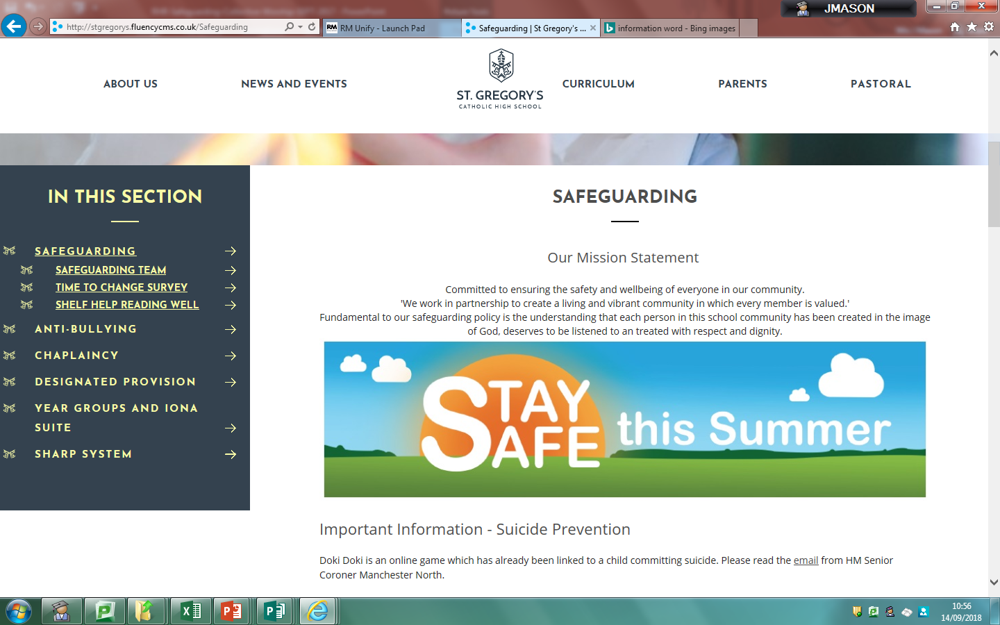 JMASON
http://stgregorys.fluencycms.co.uk/Safeguarding
RM Unify - Launch Pad
Safeguarding | St Gregory's ...
information word - Bing images
ABOUT US
NEWS AND EVENTS
ST. GREGORY'S
CATHOLIC HIGH SCHOOL
CURRICULUM
PARENTS
PASTORAL
IN THIS SECTION
SAFEGUARDING
SAFEGUARDING TEAM
TIME TO CHANGE SURVEY
SHELF HELP READING WELL
ANTI-BULLYING
CHAPLAINCY
DESIGNATED PROVISION
YEAR GROUPS AND IONA
SUITE
SHARP SYSTEM
SAFEGUARDING
Our Mission Statement
Committed to ensuring the safety and wellbeing of everyone in our community.
'We work in partnership to create a living and vibrant community in which every member is valued.'
Fundamental to our safeguarding policy is the understanding that each person in this school community has been created in the image
of God, deserves to be listened to an treated with respect and dignity.
STAY
SAFE
this Summer
Important Information - Suicide Prevention
Doki Doki is an online game which has already been linked to a child committing suicide. Please read the email from HM Senior
Coroner Manchester North.
10:56
14/09/2018